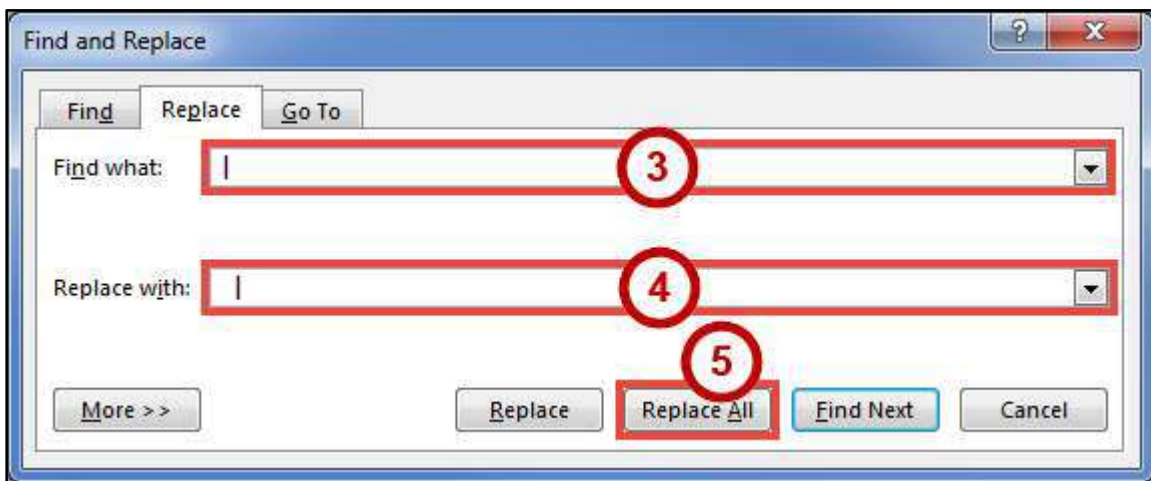 Find and Replace
Find Replace Go To
Find what: 3
Replace with: 4
5
More >> Replace Replace All Find Next Cancel